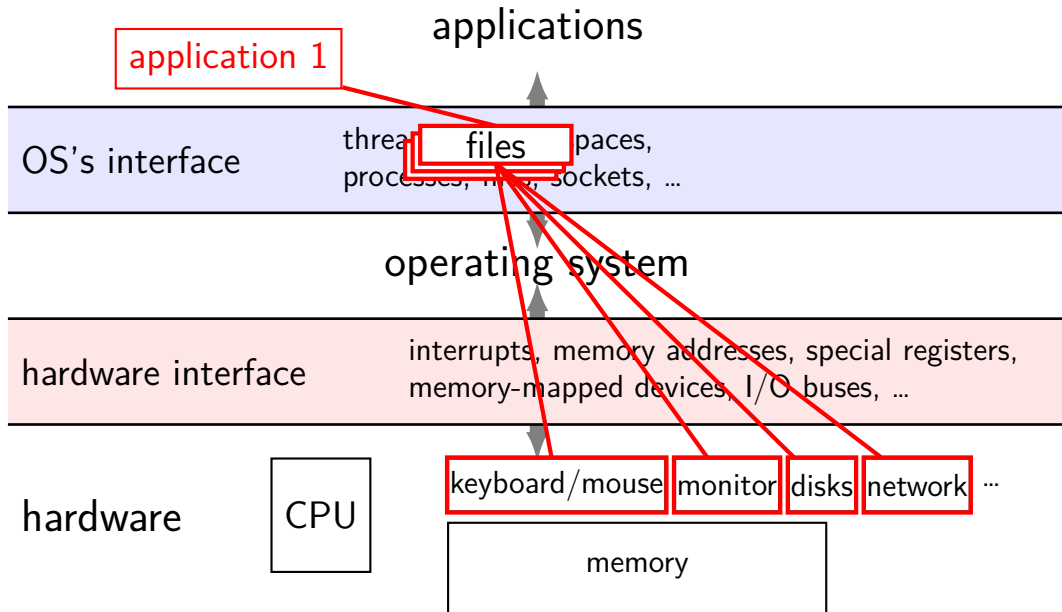 applications
application 1
OS's interface
files
spaces,
processes, sockets, ...
operating system
hardware interface
interrupts, memory addresses, special registers,
memory-mapped devices, I/O buses, ...
hardware
CPU
keyboard/mouse
monitor
disks
network
...
memory